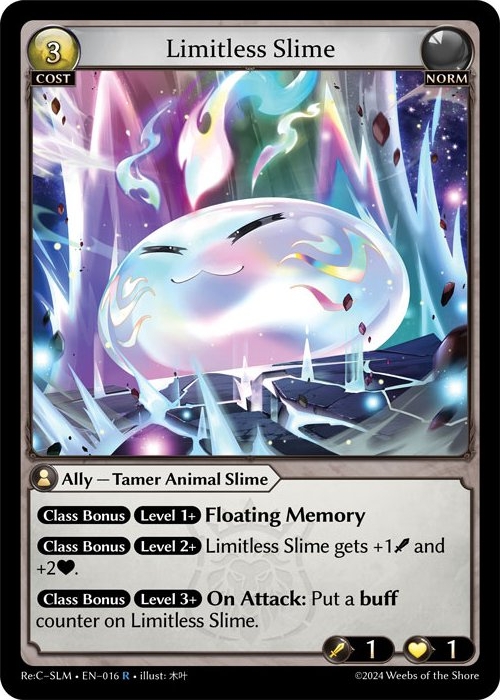 3
Limitless Slime
COST
NORM
Ally — Tamer Animal Slime
Class Bonus Level 1+ Floating Memory
Class Bonus Level 2+ Limitless Slime gets +1 and
+2.
Class Bonus Level 3+ On Attack: Put a buff
counter on Limitless Slime.
1 1
Re:C–SLM • EN–016 R • illust: 木叶
©2024 Weebs of the Shore